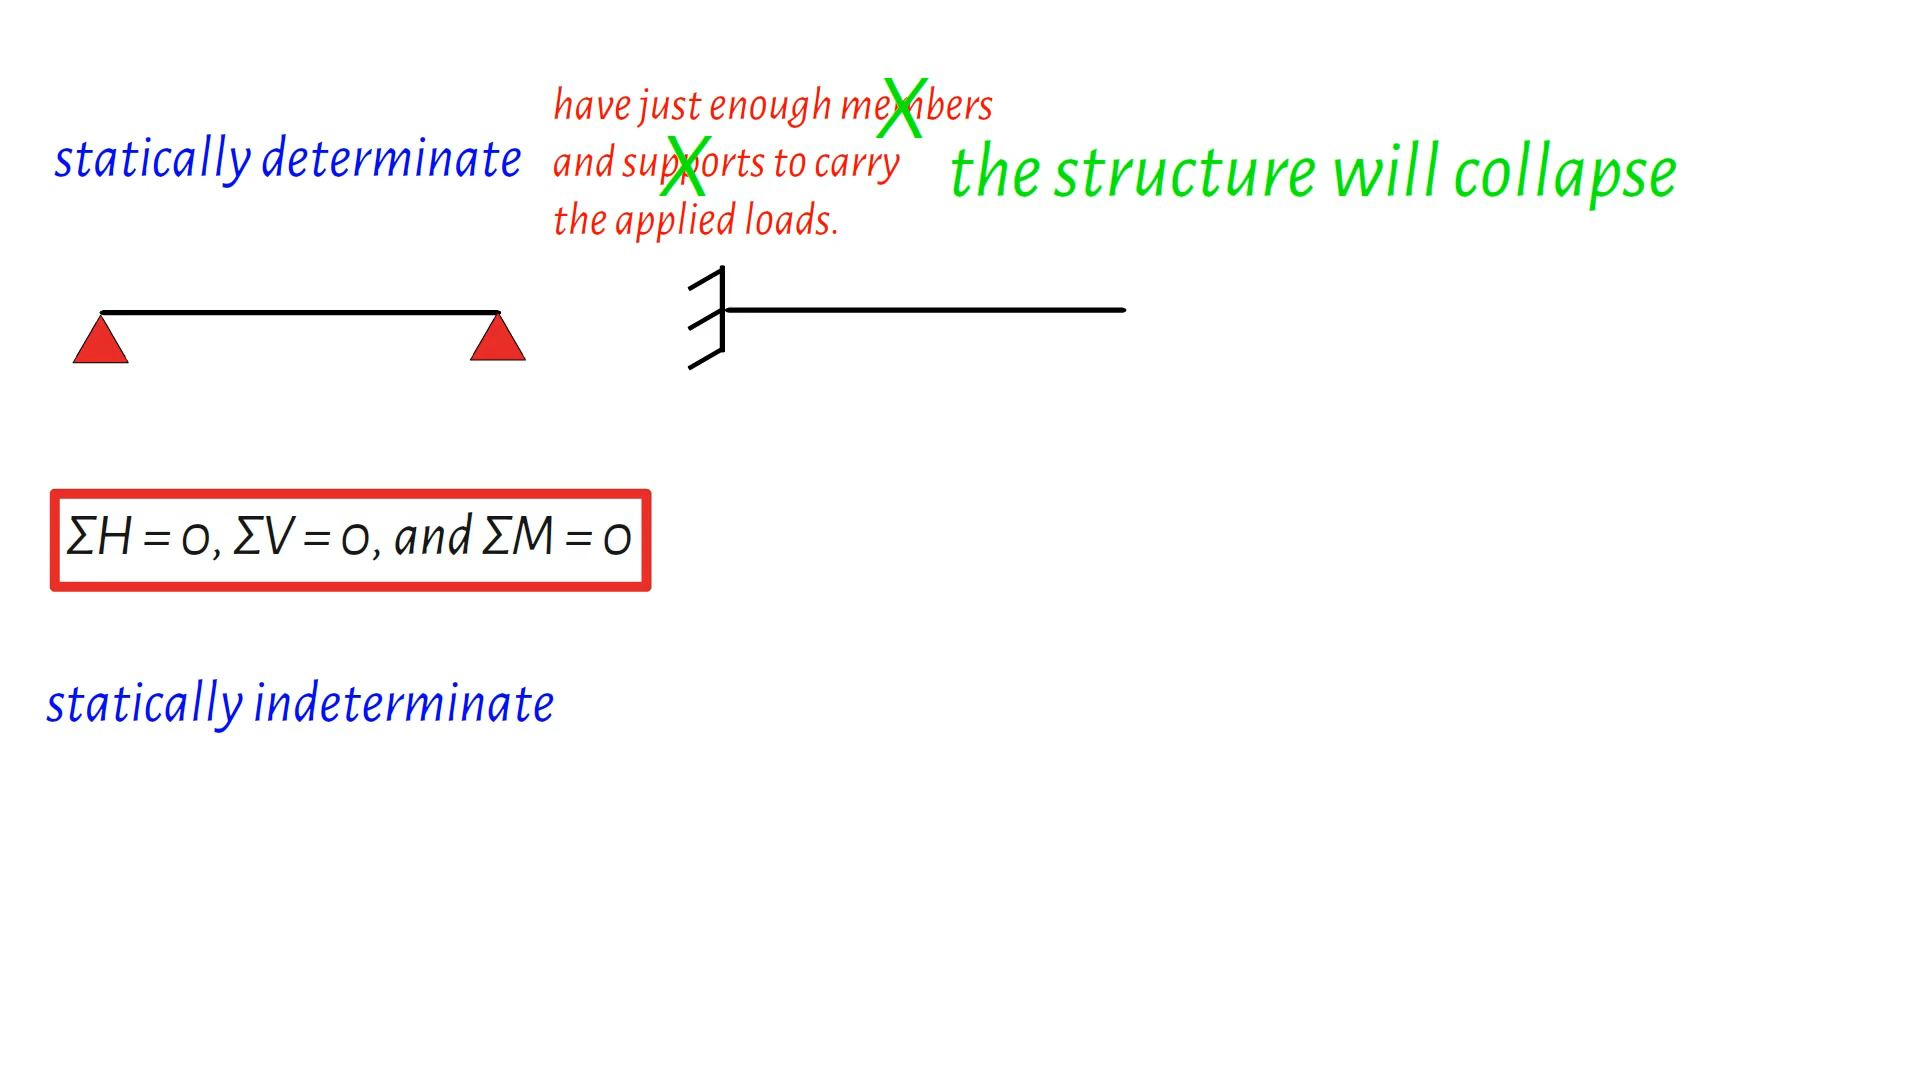 statically determinate
have just enough members
and supports to carry
the applied loads.
X
X
the structure will collapse
ΣH = 0, ΣV = 0, and ΣM = 0
statically indeterminate